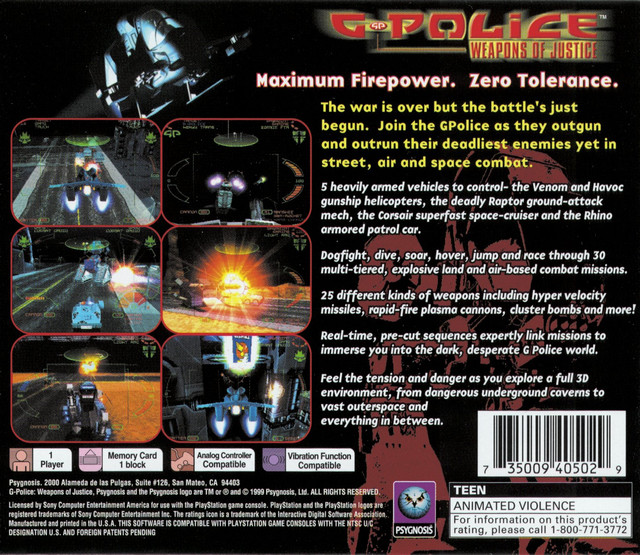 G-POLICE™
WEAPONS OF JUSTICE
Maximum Firepower. Zero Tolerance.
The war is over but the battle's just
begun. Join the GPolice as they outgun
and outrun their deadliest enemies yet in
street, air and space combat.
5 heavily armed vehicles to control- the Venom and Havoc
gunship helicopters, the deadly Raptor ground-attack
mech, the Corsair superfast space-cruiser and the Rhino
armored patrol car.
Dogfight, dive, soar, hover, jump and race through 30
multi-tiered, explosive land and air-based combat missions.
25 different kinds of weapons including hyper velocity
missiles, rapid-fire plasma cannons, cluster bombs and more!
Real-time, pre-cut sequences expertly link missions to
immerse you into the dark, desperate G Police world.
Feel the tension and danger as you explore a full 3D
environment, from dangerous underground caverns to
vast outerspace and
everything in between.
1
Player
Memory Card
1 block
Analog Controller
Compatible
Vibration Function
Compatible
Psygnosis. 2000 Alameda de las Pulgas, Suite #126, San Mateo, CA 94403
G-Police: Weapons of Justice, Psygnosis and the Psygnosis logo are TM or ® and © 1999 Psygnosis, Ltd. ALL RIGHTS RESERVED.
Licensed by Sony Computer Entertainment America for use with the PlayStation game console. PlayStation and the PlayStation logos are
registered trademarks of Sony Computer Entertainment Inc. The ratings icon is a trademark of the Interactive Digital Software Association.
Manufactured and printed in the U.S.A. THIS SOFTWARE IS COMPATIBLE WITH PLAYSTATION GAME CONSOLES WITH THE NTSC U/C
DESIGNATION U.S. AND FOREIGN PATENTS PENDING
PSYGNOSIS
7 35009 40502 9
TEEN
ANIMATED VIOLENCE
For information on this product's
rating, please call 1-800-771-3772